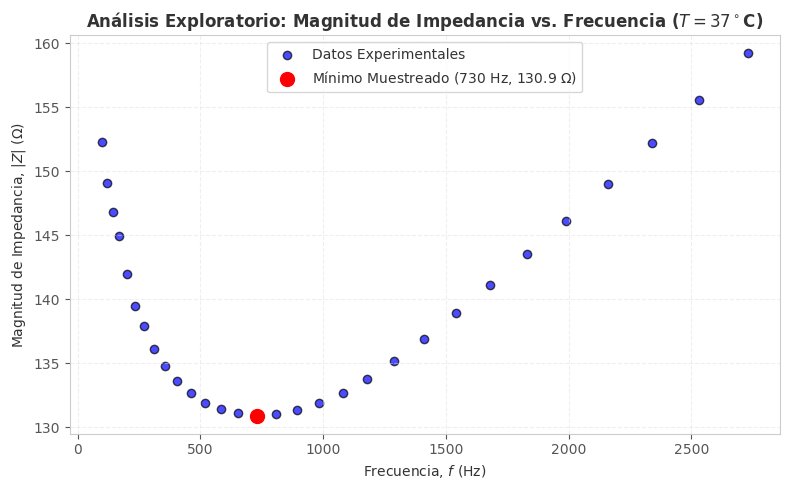 Análisis Exploratorio: Magnitud de Impedancia vs. Frecuencia (T = 37°C)
Datos Experimentales
Mínimo Muestreado (730 Hz, 130.9 Ω)
Magnitud de Impedancia, |Z| (Ω)
160
155
150
145
140
135
130
0 500 1000 1500 2000 2500
Frecuencia, f (Hz)